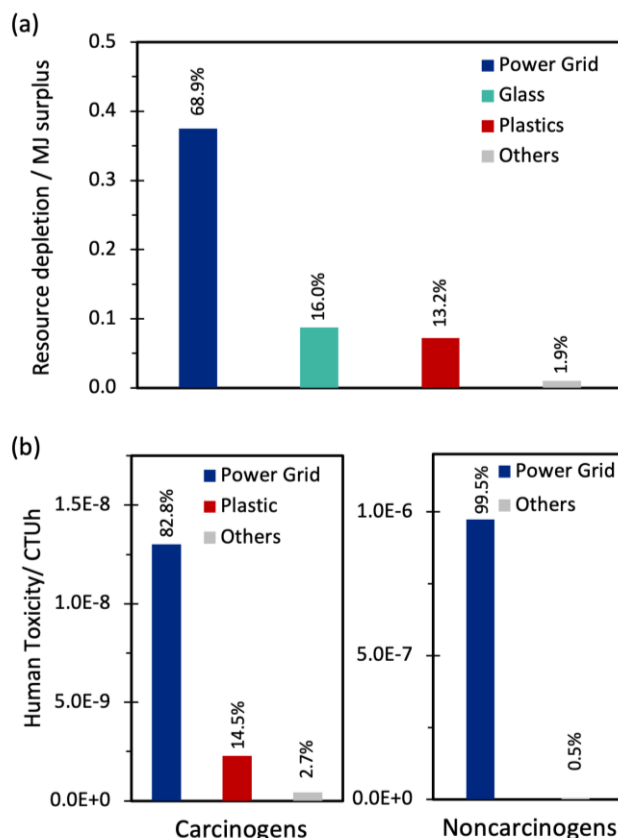 (a)
Resource depletion / MJ surplus
0.5
0.4
0.3
0.2
0.1
0.0
68.9%
16.0%
13.2%
1.9%
Power Grid
Glass
Plastics
Others
(b)
Human Toxicity/ CTUh
1.5E-8
1.0E-8
5.0E-9
0.0E+0
82.8%
14.5%
2.7%
Power Grid
Plastic
Others
Carcinogens
1.0E-6
5.0E-7
0.0E+0
99.5%
0.5%
Power Grid
Others
Noncarcinogens